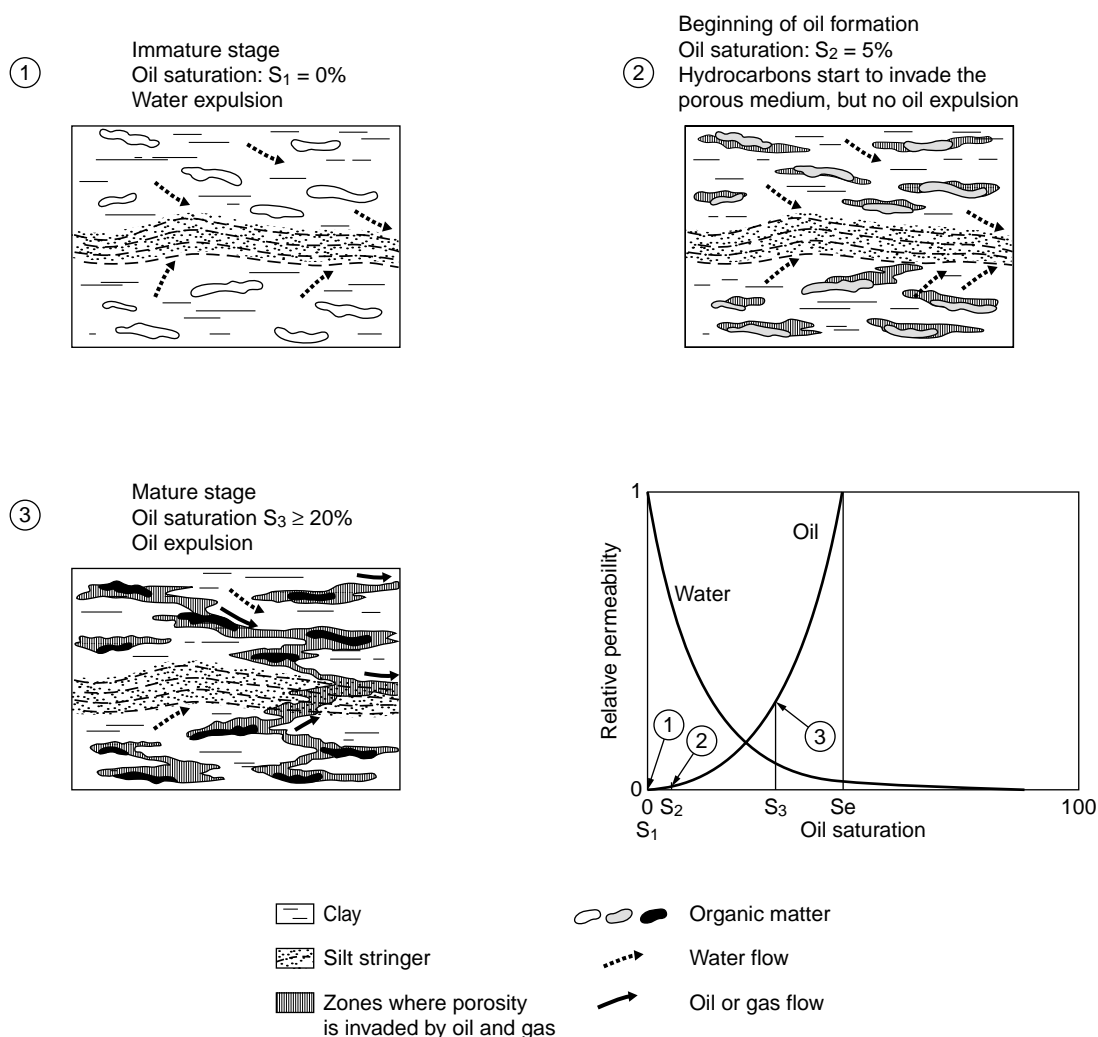 1
Immature stage
Oil saturation: S₁ = 0%
Water expulsion
2
Beginning of oil formation
Oil saturation: S₂ = 5%
Hydrocarbons start to invade the
porous medium, but no oil expulsion
3
Mature stage
Oil saturation S₃ ≥ 20%
Oil expulsion
1
Oil
Water
Relative permeability
1
2
3
0
0 S₂ S₃ Se 100
S₁ Oil saturation
Clay
Organic matter
Silt stringer
Water flow
Zones where porosity
is invaded by oil and gas
Oil or gas flow